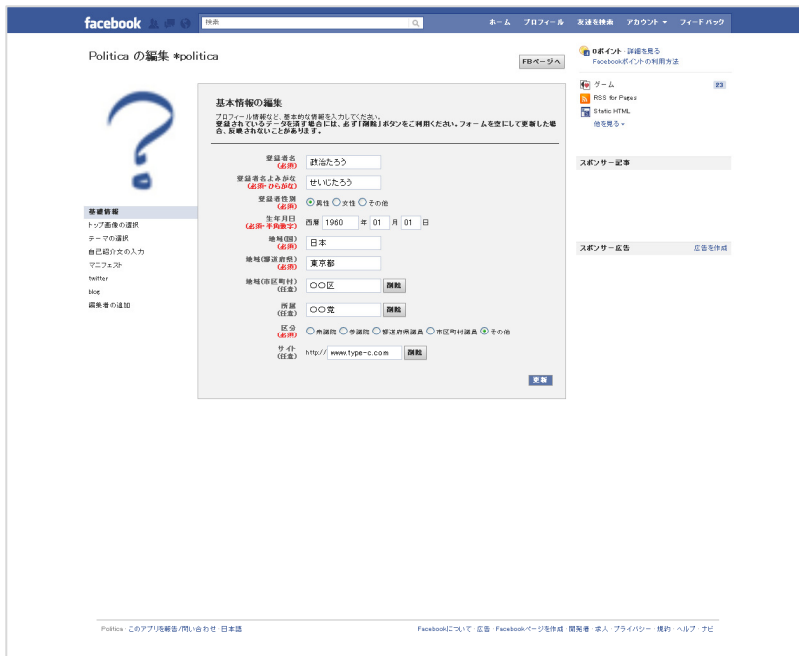 facebook
検索
ホーム プロフィール 友達を検索 アカウント フィードバック
Politica の編集 *politica
FBページへ
0ポイント · 詳細を見る
Facebookポイントの利用方法
ゲーム 23
RSS for Pages
Static HTML
他を見る
スポンサー記事
スポンサー広告 広告を作成
基礎情報
トップ画像の選択
テーマの選択
自己紹介文の入力
マニフェスト
twitter
blog
編集者の追加
基本情報の編集
プロフィール情報など、基本的な情報を入力してください。
登録されているデータを消す場合には、必ず「削除」ボタンをご利用ください。フォームを空にして更新した場
合、反映されないことがあります。
登録者名
(必須)
政治たろう
登録者名よみがな
(必須・ひらがな)
せいじたろう
登録者性別
(必須)
男性 女性 その他
生年月日
(必須・半角数字)
西暦 1960 年 01 月 01 日
地域(国)
(必須)
日本
地域(都道府県)
(必須)
東京都
地域(市区町村)
(任意)
〇〇区 削除
所属
(任意)
〇〇党 削除
区分
(必須)
衆議院 参議院 都道府県議員 市区町村議員 その他
サイト
(任意)
http:// www.type-c.com 削除
更新
Politica · このアプリを報告/問い合わせ · 日本語
Facebookについて · 広告 · Facebookページを作成 · 開発者 · 求人 · プライバシー · 規約 · ヘルプ · ナビ